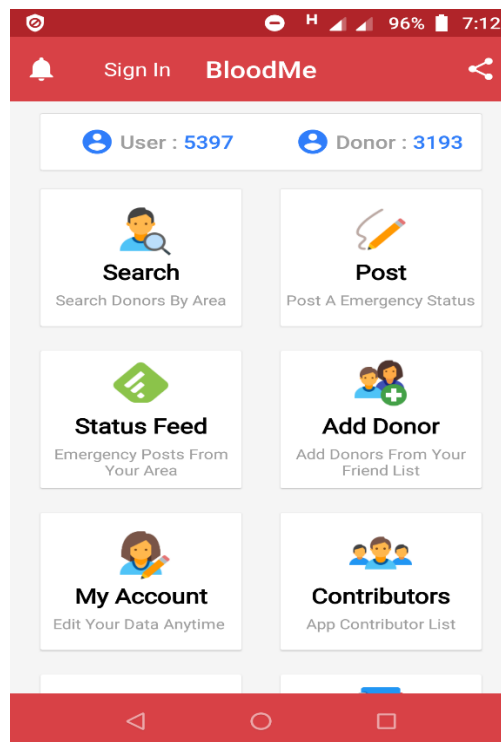 H 96% 7:12
Sign In BloodMe
User : 5397 Donor : 3193
Search
Search Donors By Area
Post
Post A Emergency Status
Status Feed
Emergency Posts From
Your Area
Add Donor
Add Donors From Your
Friend List
My Account
Edit Your Data Anytime
Contributors
App Contributor List